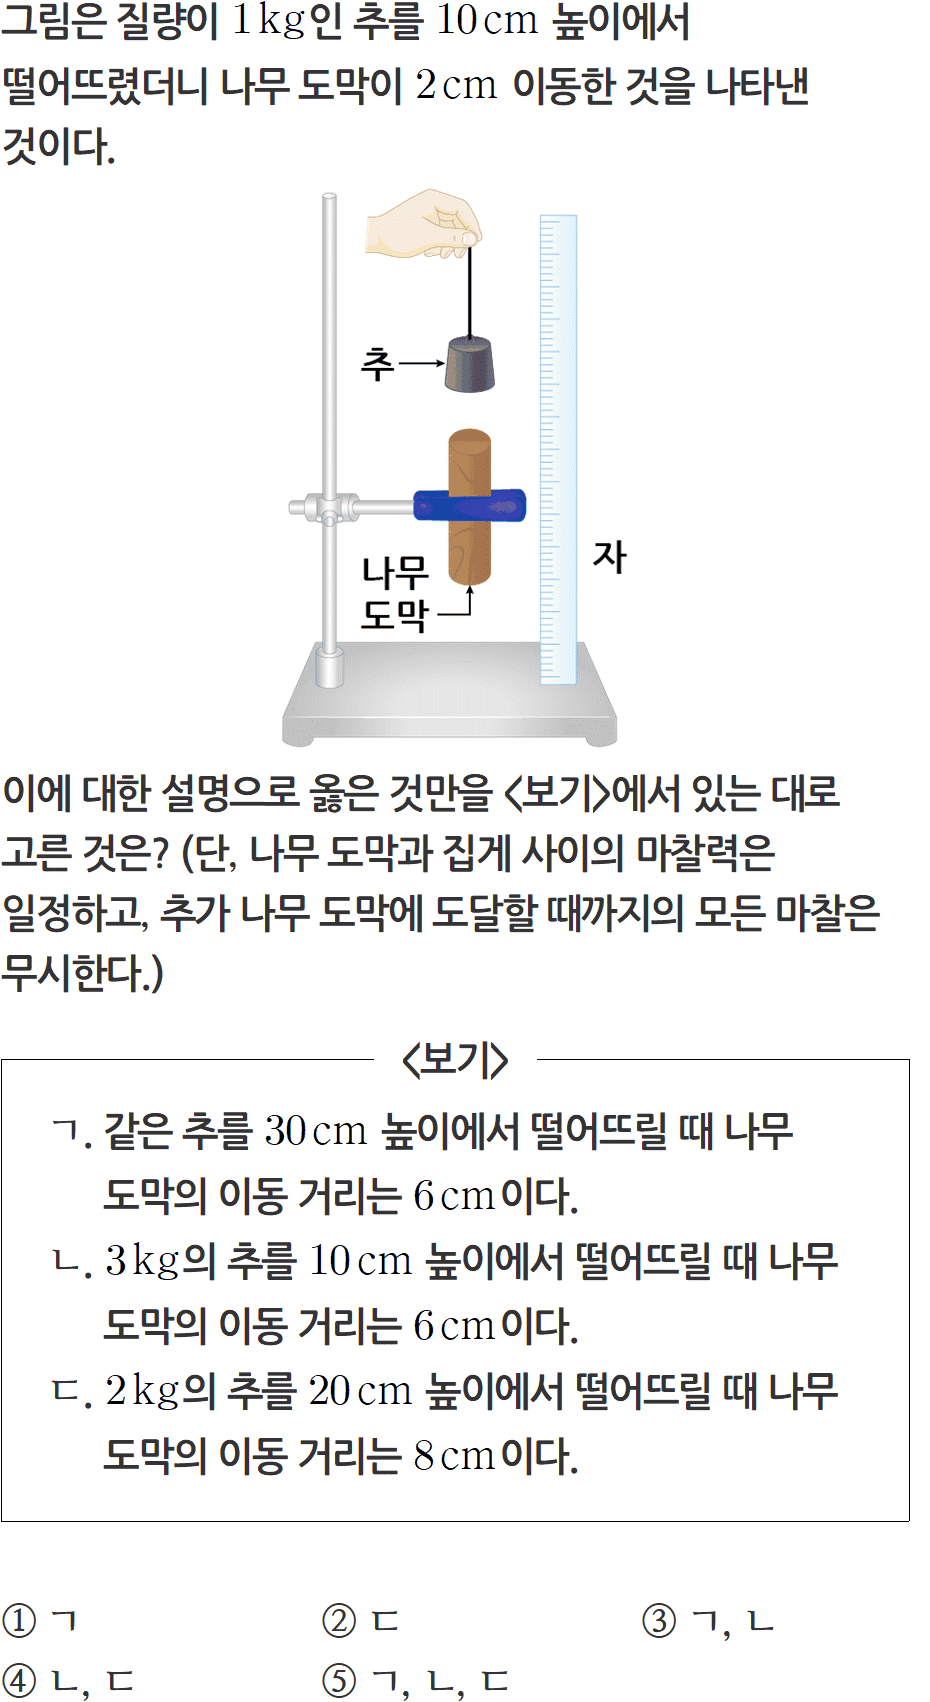 그림은 질량이 1kg인 추를 10cm 높이에서
떨어뜨렸더니 나무 도막이 2cm 이동한 것을 나타낸
것이다.
추
나무
도막
자
이에 대한 설명으로 옳은 것만을 <보기>에서 있는 대로
고른 것은? (단, 나무 도막과 집게 사이의 마찰력은
일정하고, 추가 나무 도막에 도달할 때까지의 모든 마찰은
무시한다.)
<보기>
ㄱ. 같은 추를 30cm 높이에서 떨어뜨릴 때 나무
도막의 이동 거리는 6cm이다.
ㄴ. 3kg의 추를 10cm 높이에서 떨어뜨릴 때 나무
도막의 이동 거리는 6cm이다.
ㄷ. 2kg의 추를 20cm 높이에서 떨어뜨릴 때 나무
도막의 이동 거리는 8cm이다.
① ㄱ ② ㄷ ③ ㄱ, ㄴ
④ ㄴ, ㄷ ⑤ ㄱ, ㄴ, ㄷ